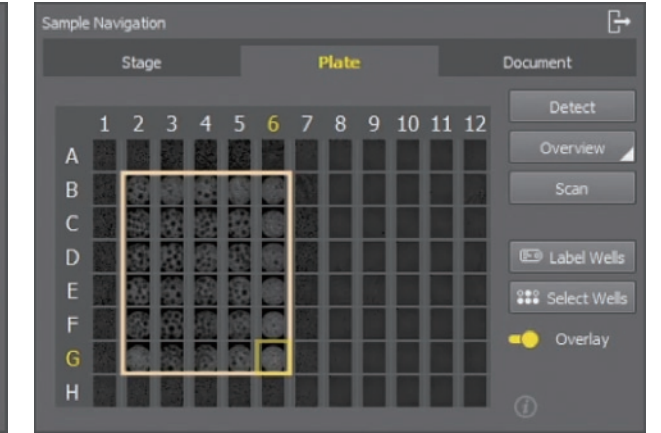 Sample Navigation
Stage Plate Document
1 2 3 4 5 6 7 8 9 10 11 12
A
B
C
D
E
F
G
H
Detect
Overview
Scan
Label Wells
Select Wells
Overlay
i